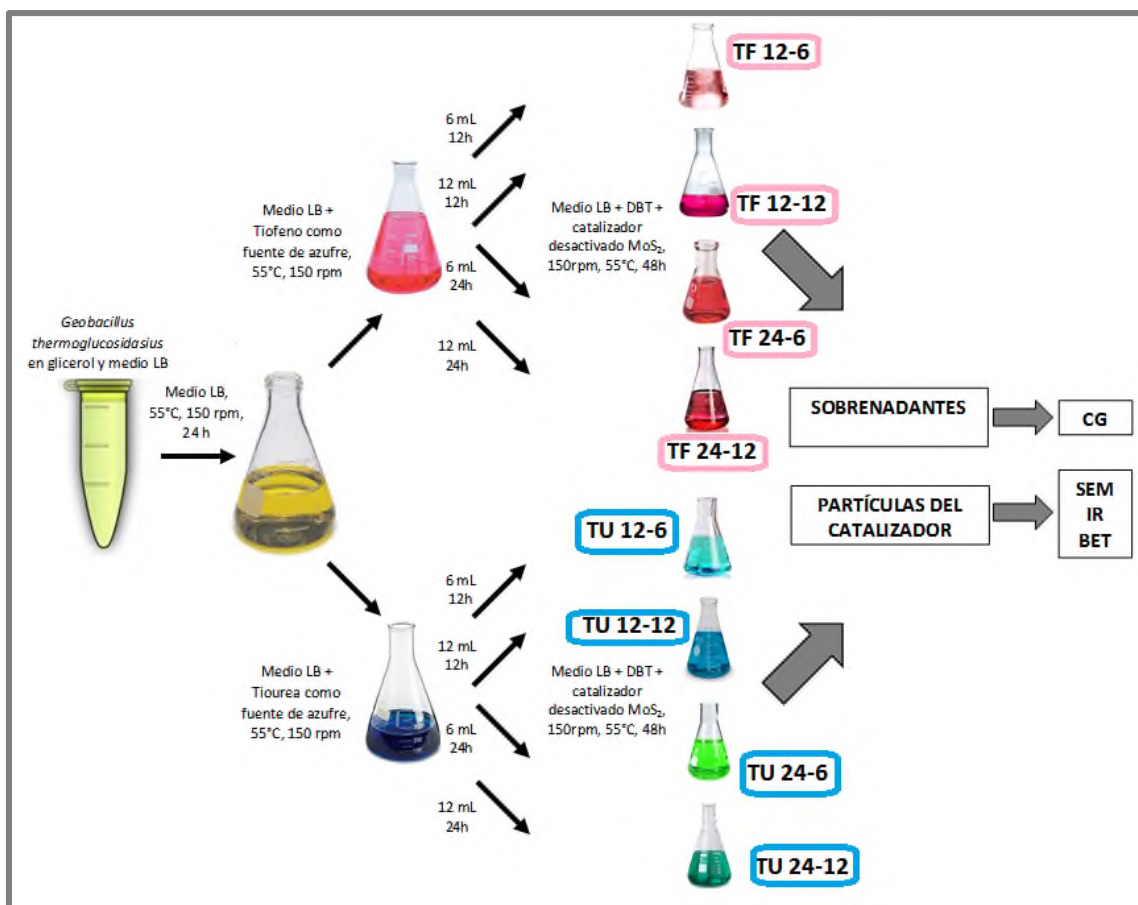 Geobacillus
thermoglucosidasius
en glicerol y medio LB
Medio LB,
55°C, 150 rpm,
24 h
Medio LB +
Tiofeno como
fuente de azufre,
55°C, 150 rpm
6 mL
12h
12 mL
12h
6 mL
24h
12 mL
24h
Medio LB + DBT +
catalizador
desactivado MoS₂,
150rpm, 55°C, 48h
TF 12-6
TF 12-12
TF 24-6
TF 24-12
Medio LB +
Tiourea como
fuente de azufre,
55°C, 150 rpm
6 mL
12h
12 mL
12h
6 mL
24h
12 mL
24h
Medio LB + DBT +
catalizador
desactivado MoS₂,
150rpm, 55°C, 48h
TU 12-6
TU 12-12
TU 24-6
TU 24-12
SOBRENADANTES
CG
PARTÍCULAS DEL
CATALIZADOR
SEM
IR
BET